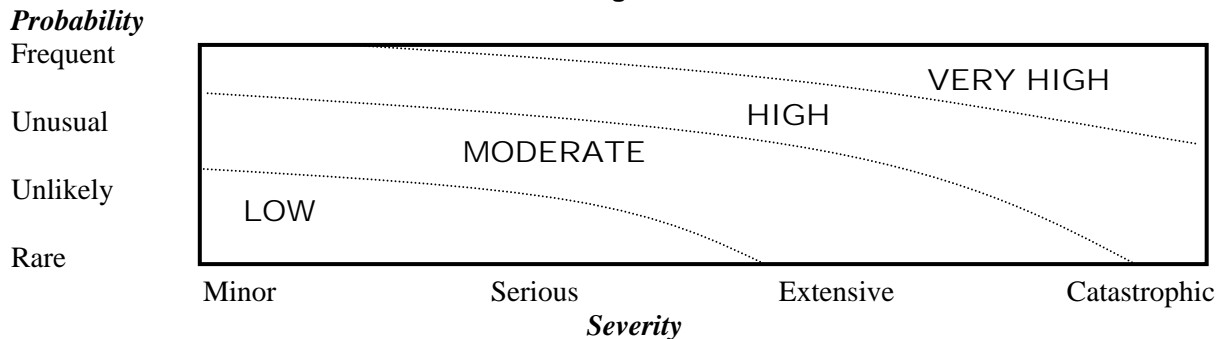 Probability
Frequent
VERY HIGH
Unusual
HIGH
MODERATE
Unlikely
LOW
Rare
Minor Serious Extensive Catastrophic
Severity